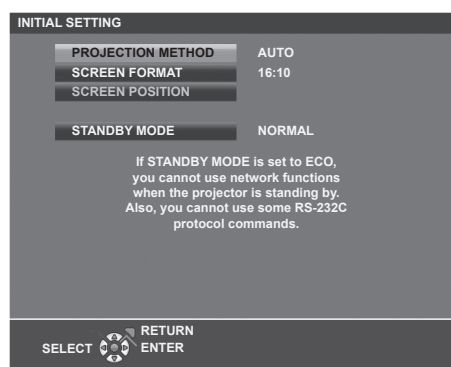 INITIAL SETTING
PROJECTION METHOD AUTO
SCREEN FORMAT 16:10
SCREEN POSITION
STANDBY MODE NORMAL
If STANDBY MODE is set to ECO,
you cannot use network functions
when the projector is standing by.
Also, you cannot use some RS-232C
protocol commands.
RETURN
SELECT ENTER